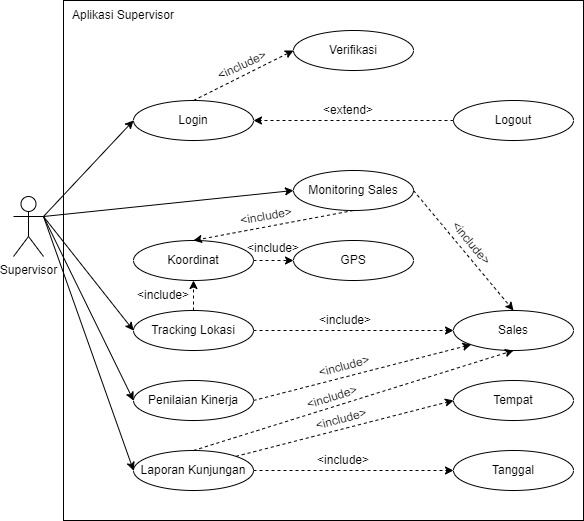 Aplikasi Supervisor
Verifikasi
<include>
Login
<extend>
Logout
Monitoring Sales
<include>
<include>
Supervisor
Koordinat
<include>
GPS
<include>
Tracking Lokasi
<include>
Sales
Penilaian Kinerja
<include>
<include>
<include>
Tempat
Laporan Kunjungan
<include>
Tanggal